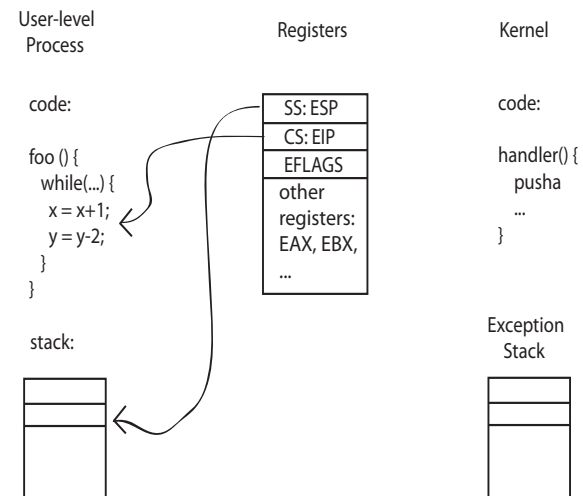 User-level
Process
code:
foo () {
while(...) {
x = x+1;
y = y-2;
}
}
stack:
Registers
SS: ESP
CS: EIP
EFLAGS
other
registers:
EAX, EBX,
...
Kernel
code:
handler() {
pusha
...
}
Exception
Stack